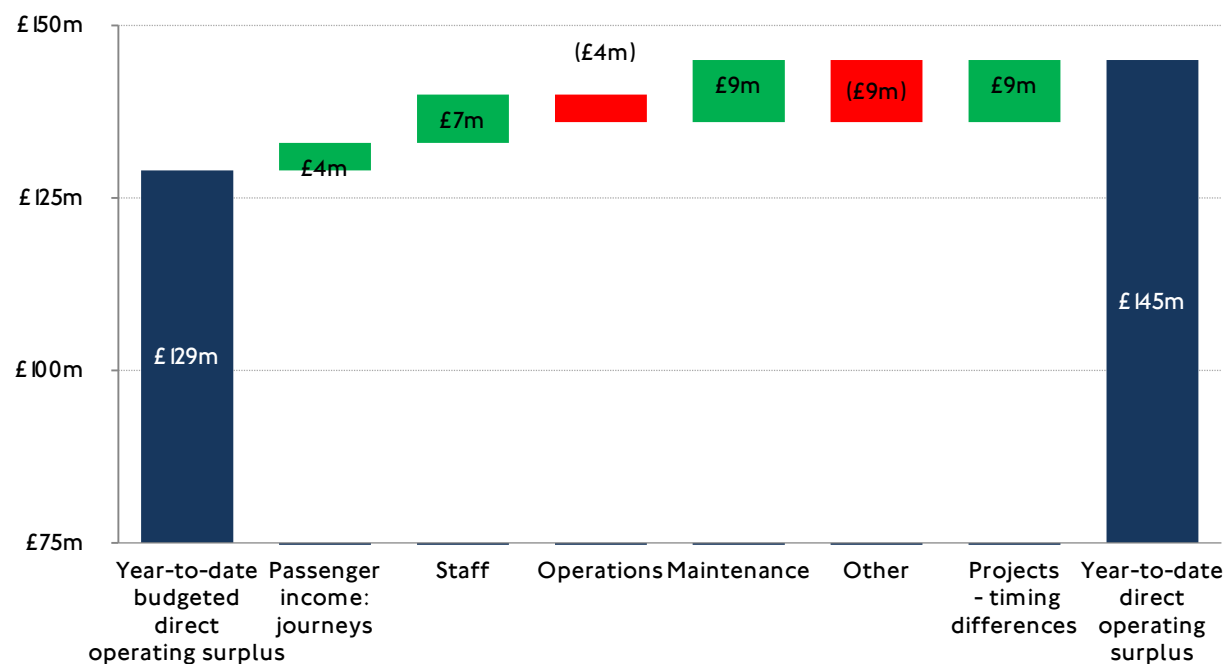 £150m
£125m
£100m
£75m
£129m
£4m
£7m
(£4m)
£9m
(£9m)
£9m
£145m
Year-to-date
budgeted
direct
operating surplus
Passenger
income:
journeys
Staff
Operations
Maintenance
Other
Projects
- timing
differences
Year-to-date
direct
operating
surplus